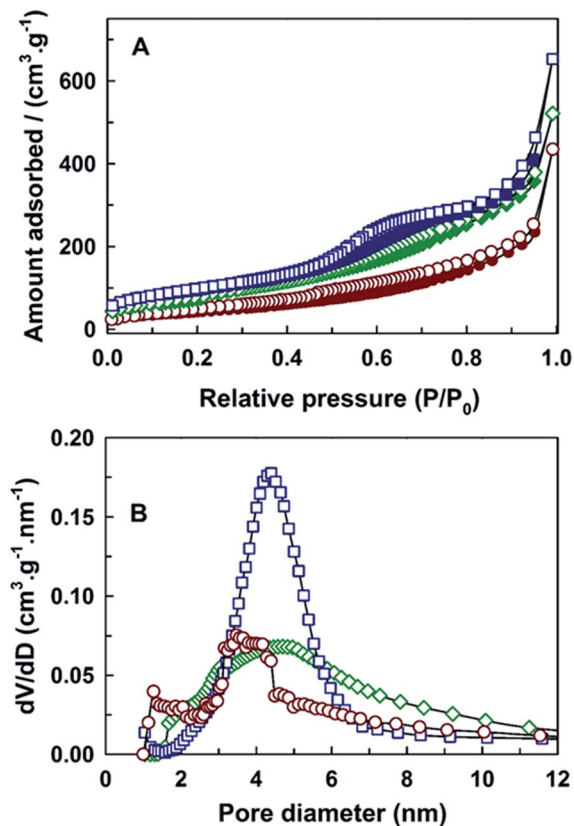 A
600
400
200
0
Amount adsorbed / (cm³.g⁻¹)
0.0 0.2 0.4 0.6 0.8 1.0
Relative pressure (P/P₀)
B
0.20
0.15
0.10
0.05
0.00
dV/dD (cm³.g⁻¹.nm⁻¹)
0 2 4 6 8 10 12
Pore diameter (nm)